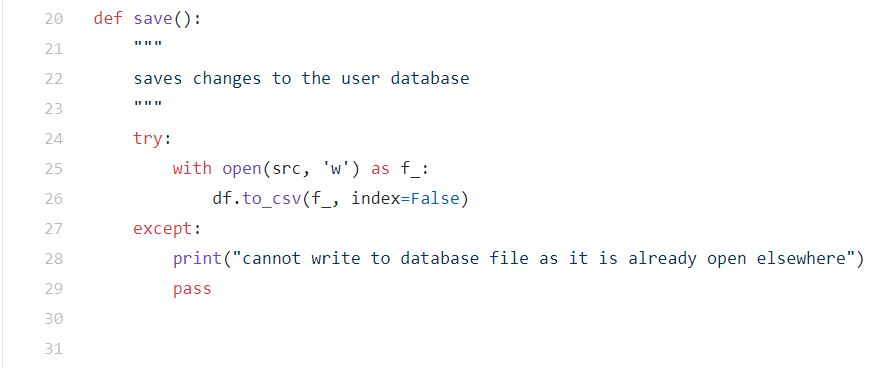 20 def save():
21     """
22     saves changes to the user database
23     """
24     try:
25         with open(src, 'w') as f_:
26             df.to_csv(f_, index=False)
27     except:
28         print("cannot write to database file as it is already open elsewhere")
29         pass
30
31